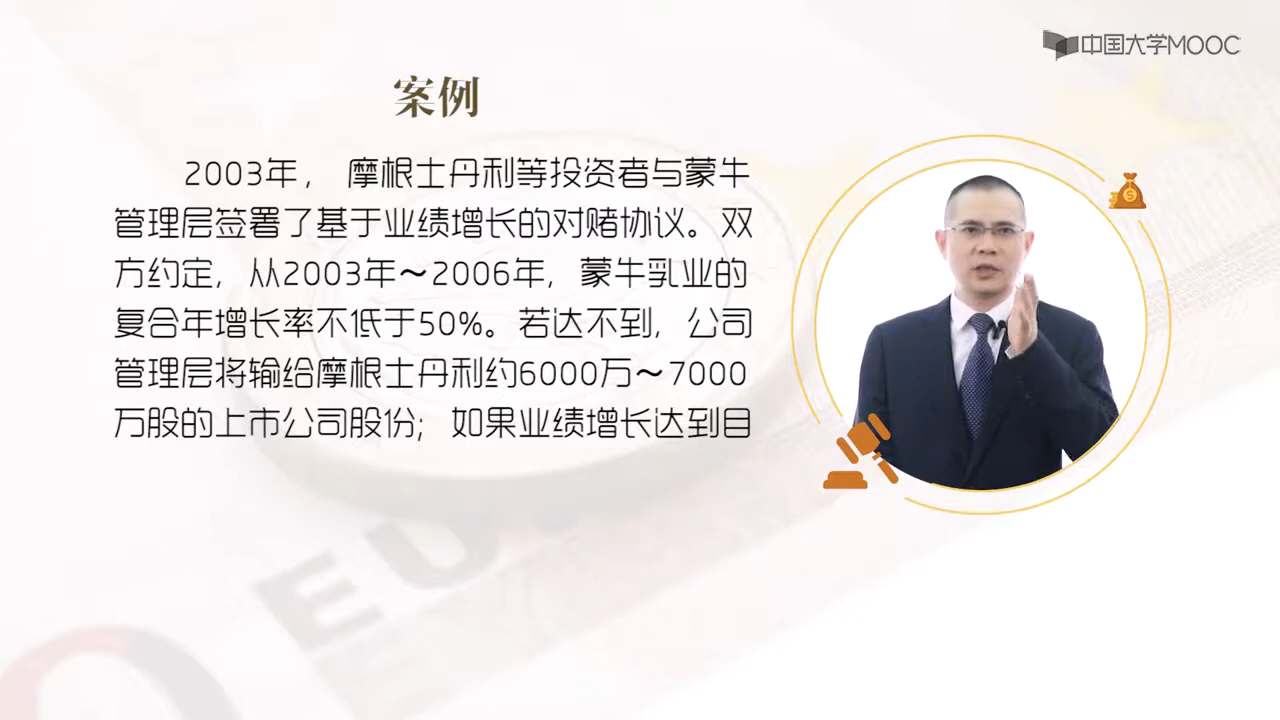 中国大学MOOC
案例
2003年， 摩根士丹利等投资者与蒙牛
管理层签署了基于业绩增长的对赌协议。双
方约定，从2003年～2006年，蒙牛乳业的
复合年增长率不低于50%。若达不到，公司
管理层将输给摩根士丹利约6000万～7000
万股的上市公司股份；如果业绩增长达到目
EU